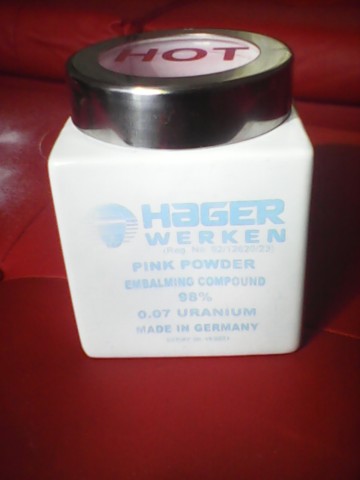 HOT
HAGER
WERKEN
PINK POWDER
EMBALMING COMPOUND
98%
0.07 URANIUM
MADE IN GERMANY